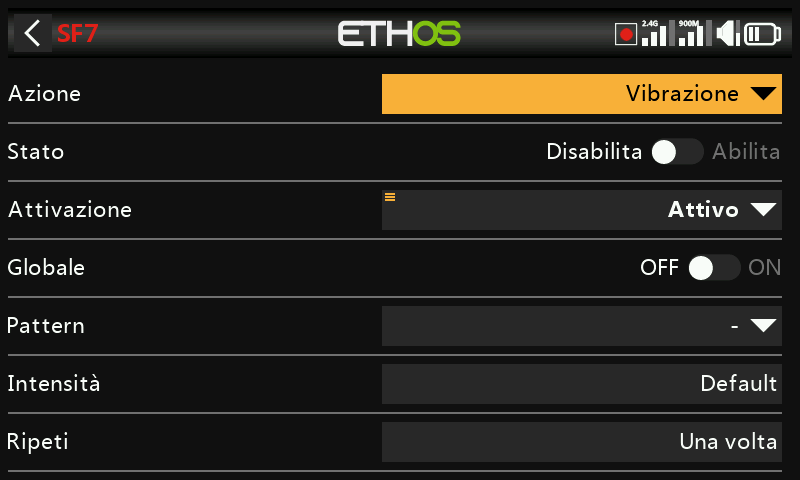 SF7 ETHOS 2.4G 900M
Azione Vibrazione
Stato Disabilita Abilita
Attivazione Attivo
Globale OFF ON
Pattern -
Intensità Default
Ripeti Una volta